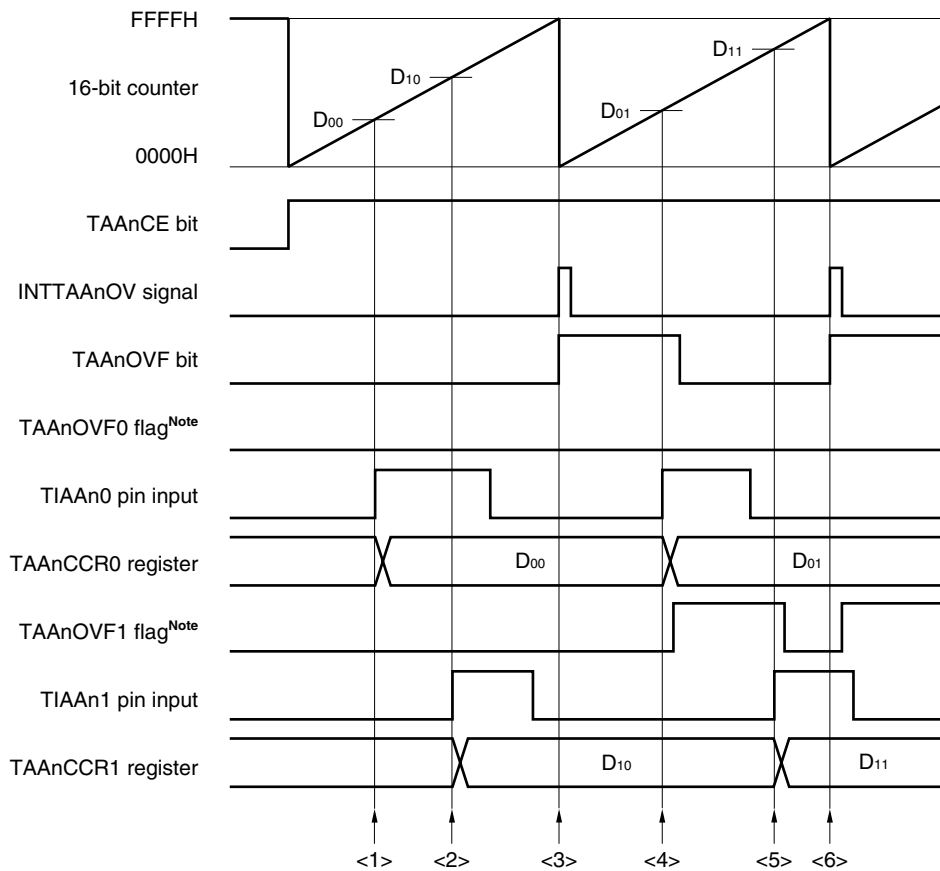 FFFFH
D11
D10
16-bit counter
D01
D00
0000H
TAAnCE bit
INTTAAnOV signal
TAAnOVF bit
TAAnOVF0 flagNote
TIAAn0 pin input
TAAnCCR0 register
D00
D01
TAAnOVF1 flagNote
TIAAn1 pin input
TAAnCCR1 register
D10
D11
<1> <2> <3> <4> <5> <6>